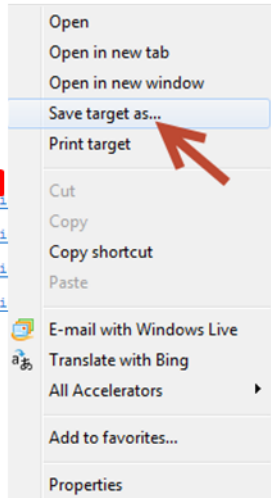 Open
Open in new tab
Open in new window
Save target as...
Print target
Cut
Copy
Copy shortcut
Paste
E-mail with Windows Live
Translate with Bing
All Accelerators
Add to favorites...
Properties